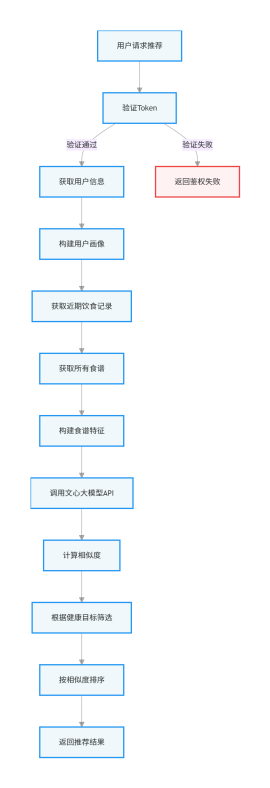 用户请求推荐
验证Token
验证通过
验证失败
获取用户信息
返回鉴权失败
构建用户画像
获取近期饮食记录
获取所有食谱
构建食谱特征
调用文心大模型API
计算相似度
根据健康目标筛选
按相似度排序
返回推荐结果